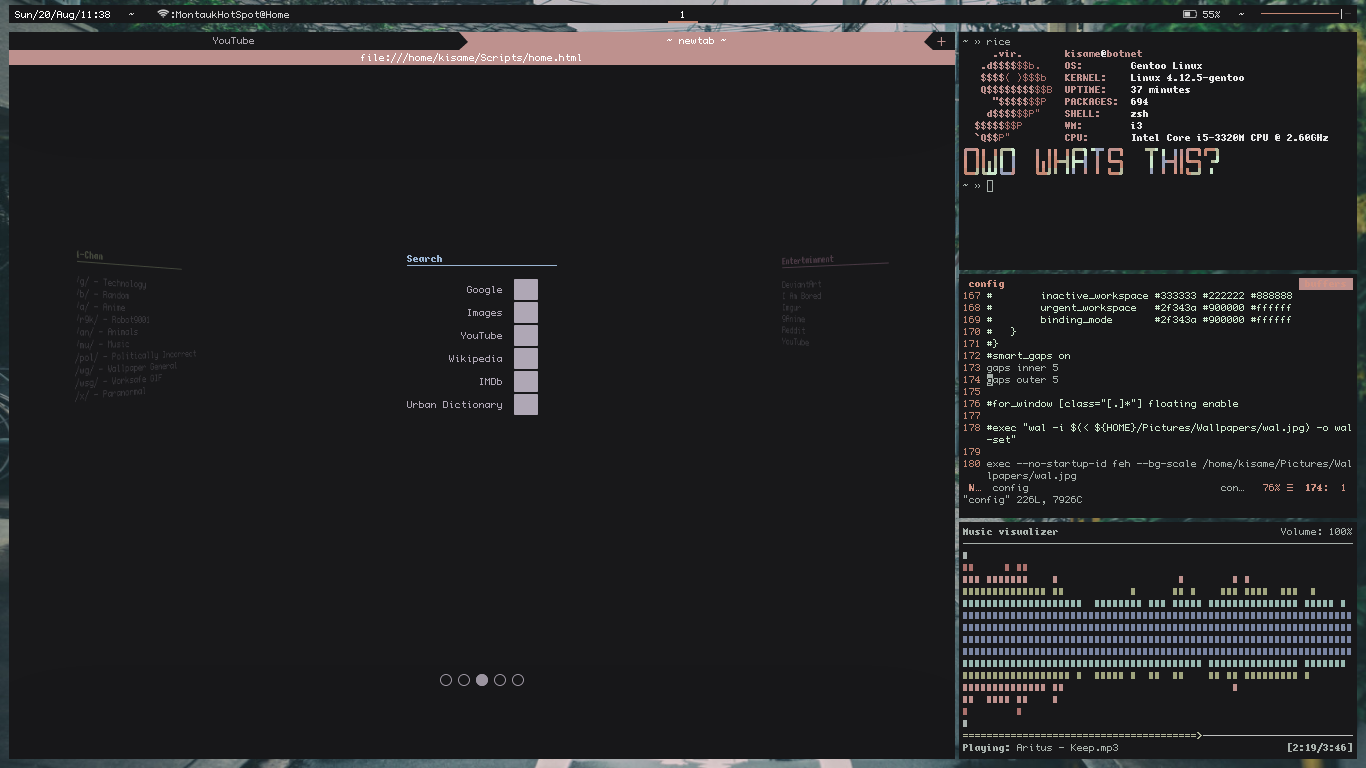 Sun/20/Aug/11:38 ~ :MontaukHotSpot@Home 1 55% ~
YouTube ~ newtab ~ +
file:///home/kisame/Scripts/home.html
4-Chan
/g/ - Technology
/b/ - Random
/a/ - Anime
/r9k/ - Robot9001
/an/ - Animals
/mu/ - Music
/pol/ - Politically Incorrect
/wg/ - Wallpaper General
/wsg/ - Worksafe GIF
/x/ - Paranormal
Search
Google
Images
YouTube
Wikipedia
IMDb
Urban Dictionary
Entertainment
DeviantArt
I Am Bored
Imgur
9Anime
Reddit
YouTube
~ » rice
.vir. kisame@botnet
.d$$$$$$b. OS: Gentoo Linux
$$$$( )$$$b KERNEL: Linux 4.12.5-gentoo
Q$$$$$$$$$$B UPTIME: 37 minutes
"$$$$$$$P PACKAGES: 694
d$$$$$$P" SHELL: zsh
$$$$$$$P WM: i3
`Q$$P" CPU: Intel Core i5-3320M CPU @ 2.60GHz
OWO WHATS THIS?
~ »
config buffers
167 # inactive_workspace #333333 #222222 #888888
168 # urgent_workspace #2f343a #900000 #ffffff
169 # binding_mode #2f343a #900000 #ffffff
170 # }
171 #}
172 #smart_gaps on
173 gaps inner 5
174 gaps outer 5
175
176 #for_window [class="[.]*"] floating enable
177
178 #exec "wal -i $(< ${HOME}/Pictures/Wallpapers/wal.jpg) -o wal
-set"
179
180 exec --no-startup-id feh --bg-scale /home/kisame/Pictures/Wal
lpapers/wal.jpg
N… config con… 76% ☰ 174: 1
"config" 226L, 7926C
Music visualizer Volume: 100%
Playing: Aritus - Keep.mp3 [2:19/3:46]